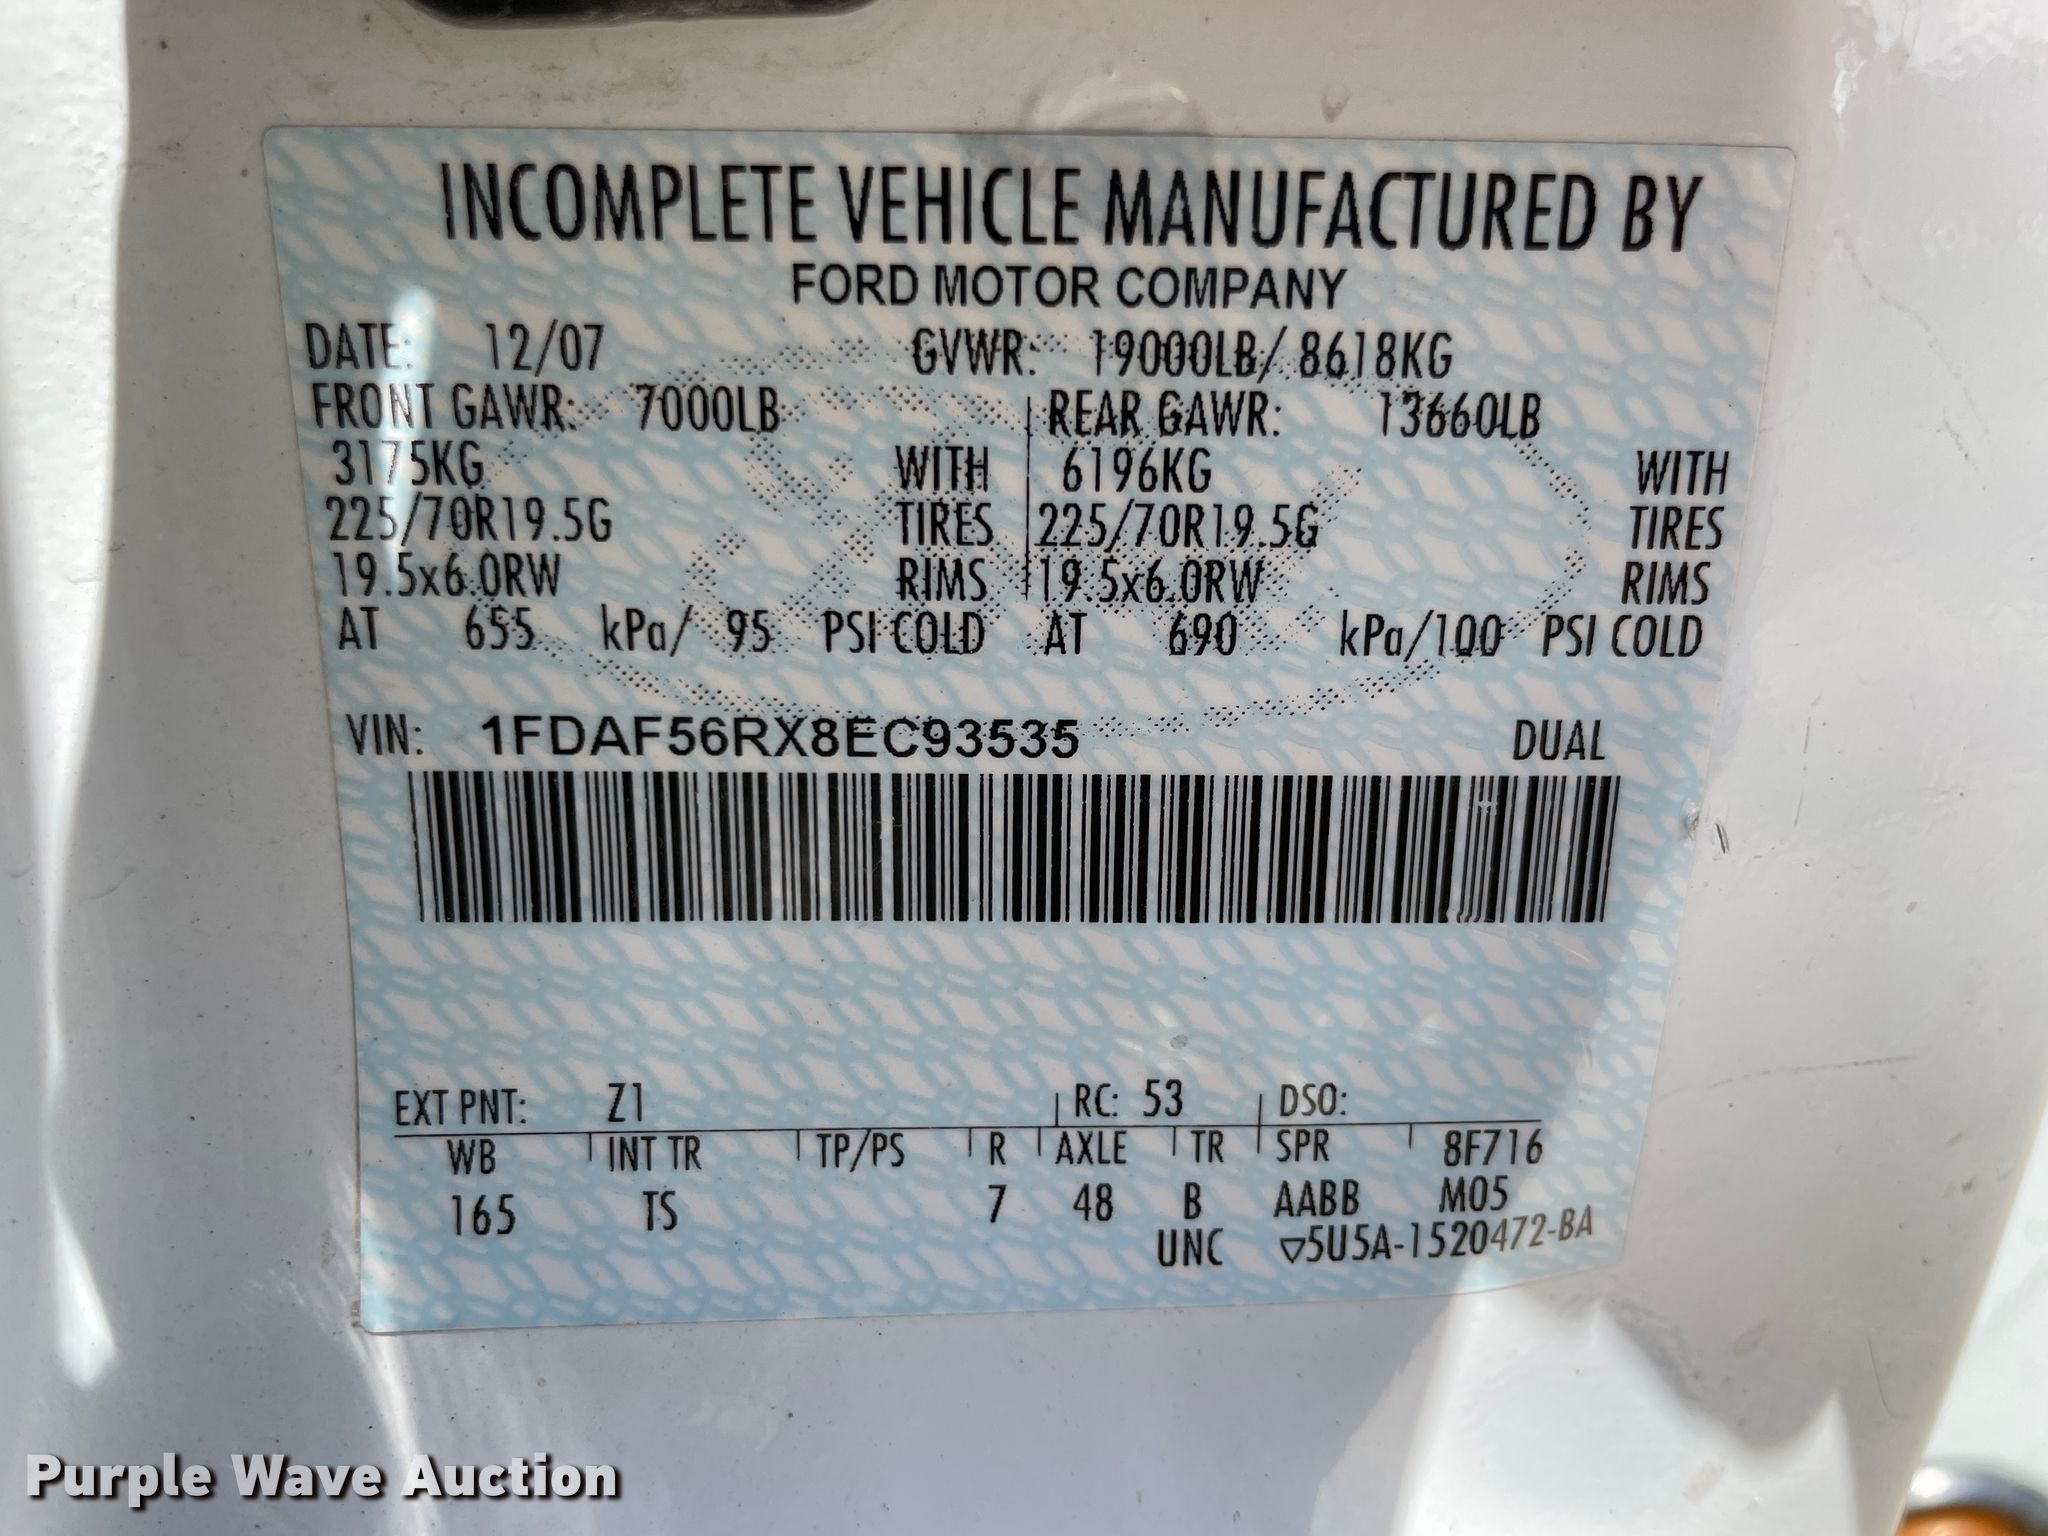 INCOMPLETE VEHICLE MANUFACTURED BY
FORD MOTOR COMPANY
DATE: 12/07 GVWR: 19000LB/ 8618KG
FRONT GAWR: 7000LB REAR GAWR: 13660LB
3175KG WITH 6196KG WITH
225/70R19.5G TIRES 225/70R19.5G TIRES
19.5x6.0RW RIMS 19.5x6.0RW RIMS
AT 655 kPa/ 95 PSI COLD AT 690 kPa/100 PSI COLD
VIN: 1FDAF56RX8EC93535 DUAL
EXT PNT: Z1 RC: 53 DSO:
WB INT TR TP/PS R AXLE TR SPR 8F716
165 TS 7 48 B AABB M05
UNC ▽5U5A-1520472-BA
Purple Wave Auction